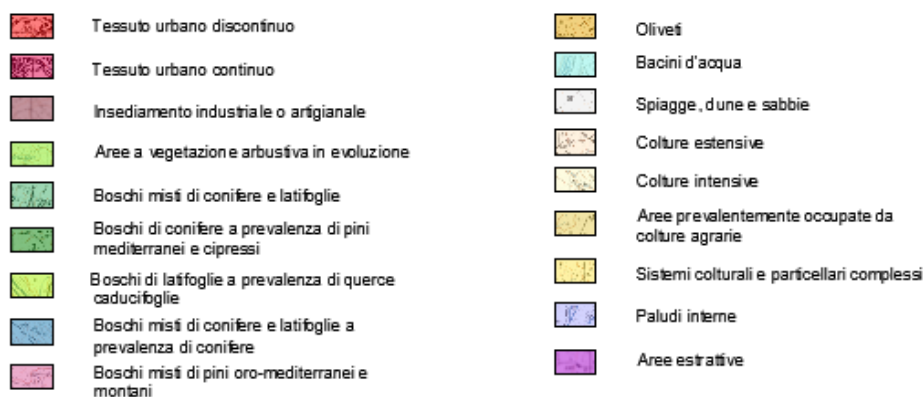 Tessuto urbano discontinuo
Tessuto urbano continuo
Insediamento industriale o artigianale
Aree a vegetazione arbustiva in evoluzione
Boschi misti di conifere e latifoglie
Boschi di conifere a prevalenza di pini
mediterranei e cipressi
Boschi di latifoglie a prevalenza di querce
caducifoglie
Boschi misti di conifere e latifoglie a
prevalenza di conifere
Boschi misti di pini oro-mediterranei e
montani
Oliveti
Bacini d'acqua
Spiagge, dune e sabbie
Colture estensive
Colture intensive
Aree prevalentemente occupate da
colture agrarie
Sistemi colturali e particellari complessi
Paludi interne
Aree estrattive